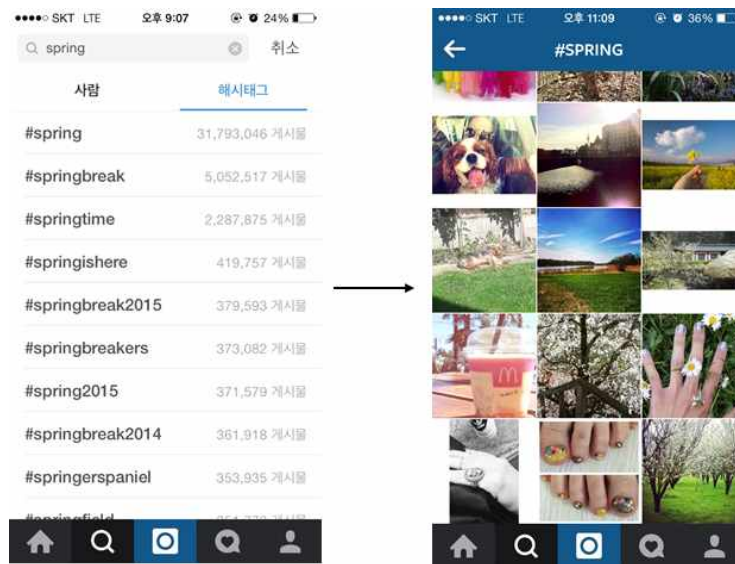 SKT LTE 오후 9:07 24%
spring 취소
사람 해시태그
#spring 31,793,046 게시물
#springbreak 5,052,517 게시물
#springtime 2,287,875 게시물
#springishere 419,757 게시물
#springbreak2015 379,593 게시물
#springbreakers 373,082 게시물
#spring2015 371,579 게시물
#springbreak2014 361,918 게시물
#springerspaniel 353,935 게시물
#springfield
SKT LTE 오후 11:09 36%
#SPRING